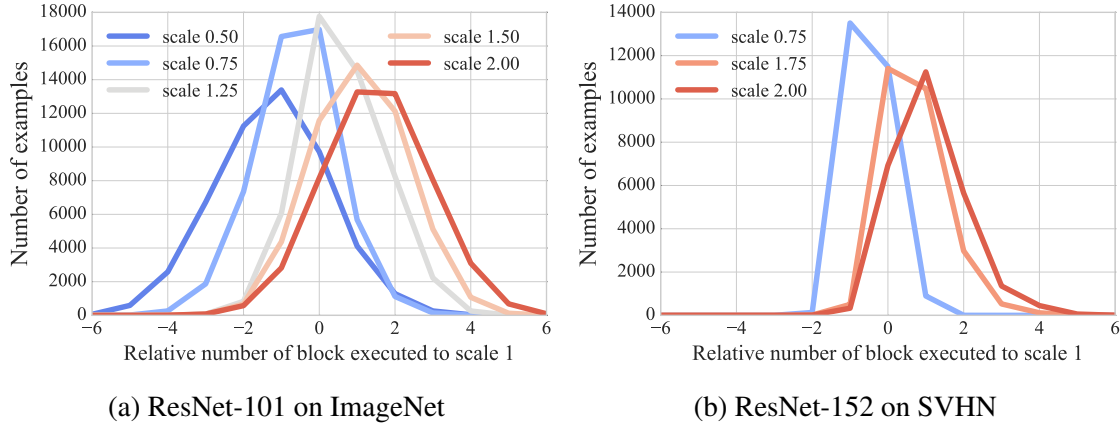 18000
16000
14000
12000
10000
8000
6000
4000
2000
0
Number of examples
scale 0.50
scale 0.75
scale 1.25
scale 1.50
scale 2.00
−6 −4 −2 0 2 4 6
Relative number of block executed to scale 1
(a) ResNet-101 on ImageNet
14000
12000
10000
8000
6000
4000
2000
0
Number of examples
scale 0.75
scale 1.75
scale 2.00
−6 −4 −2 0 2 4 6
Relative number of block executed to scale 1
(b) ResNet-152 on SVHN